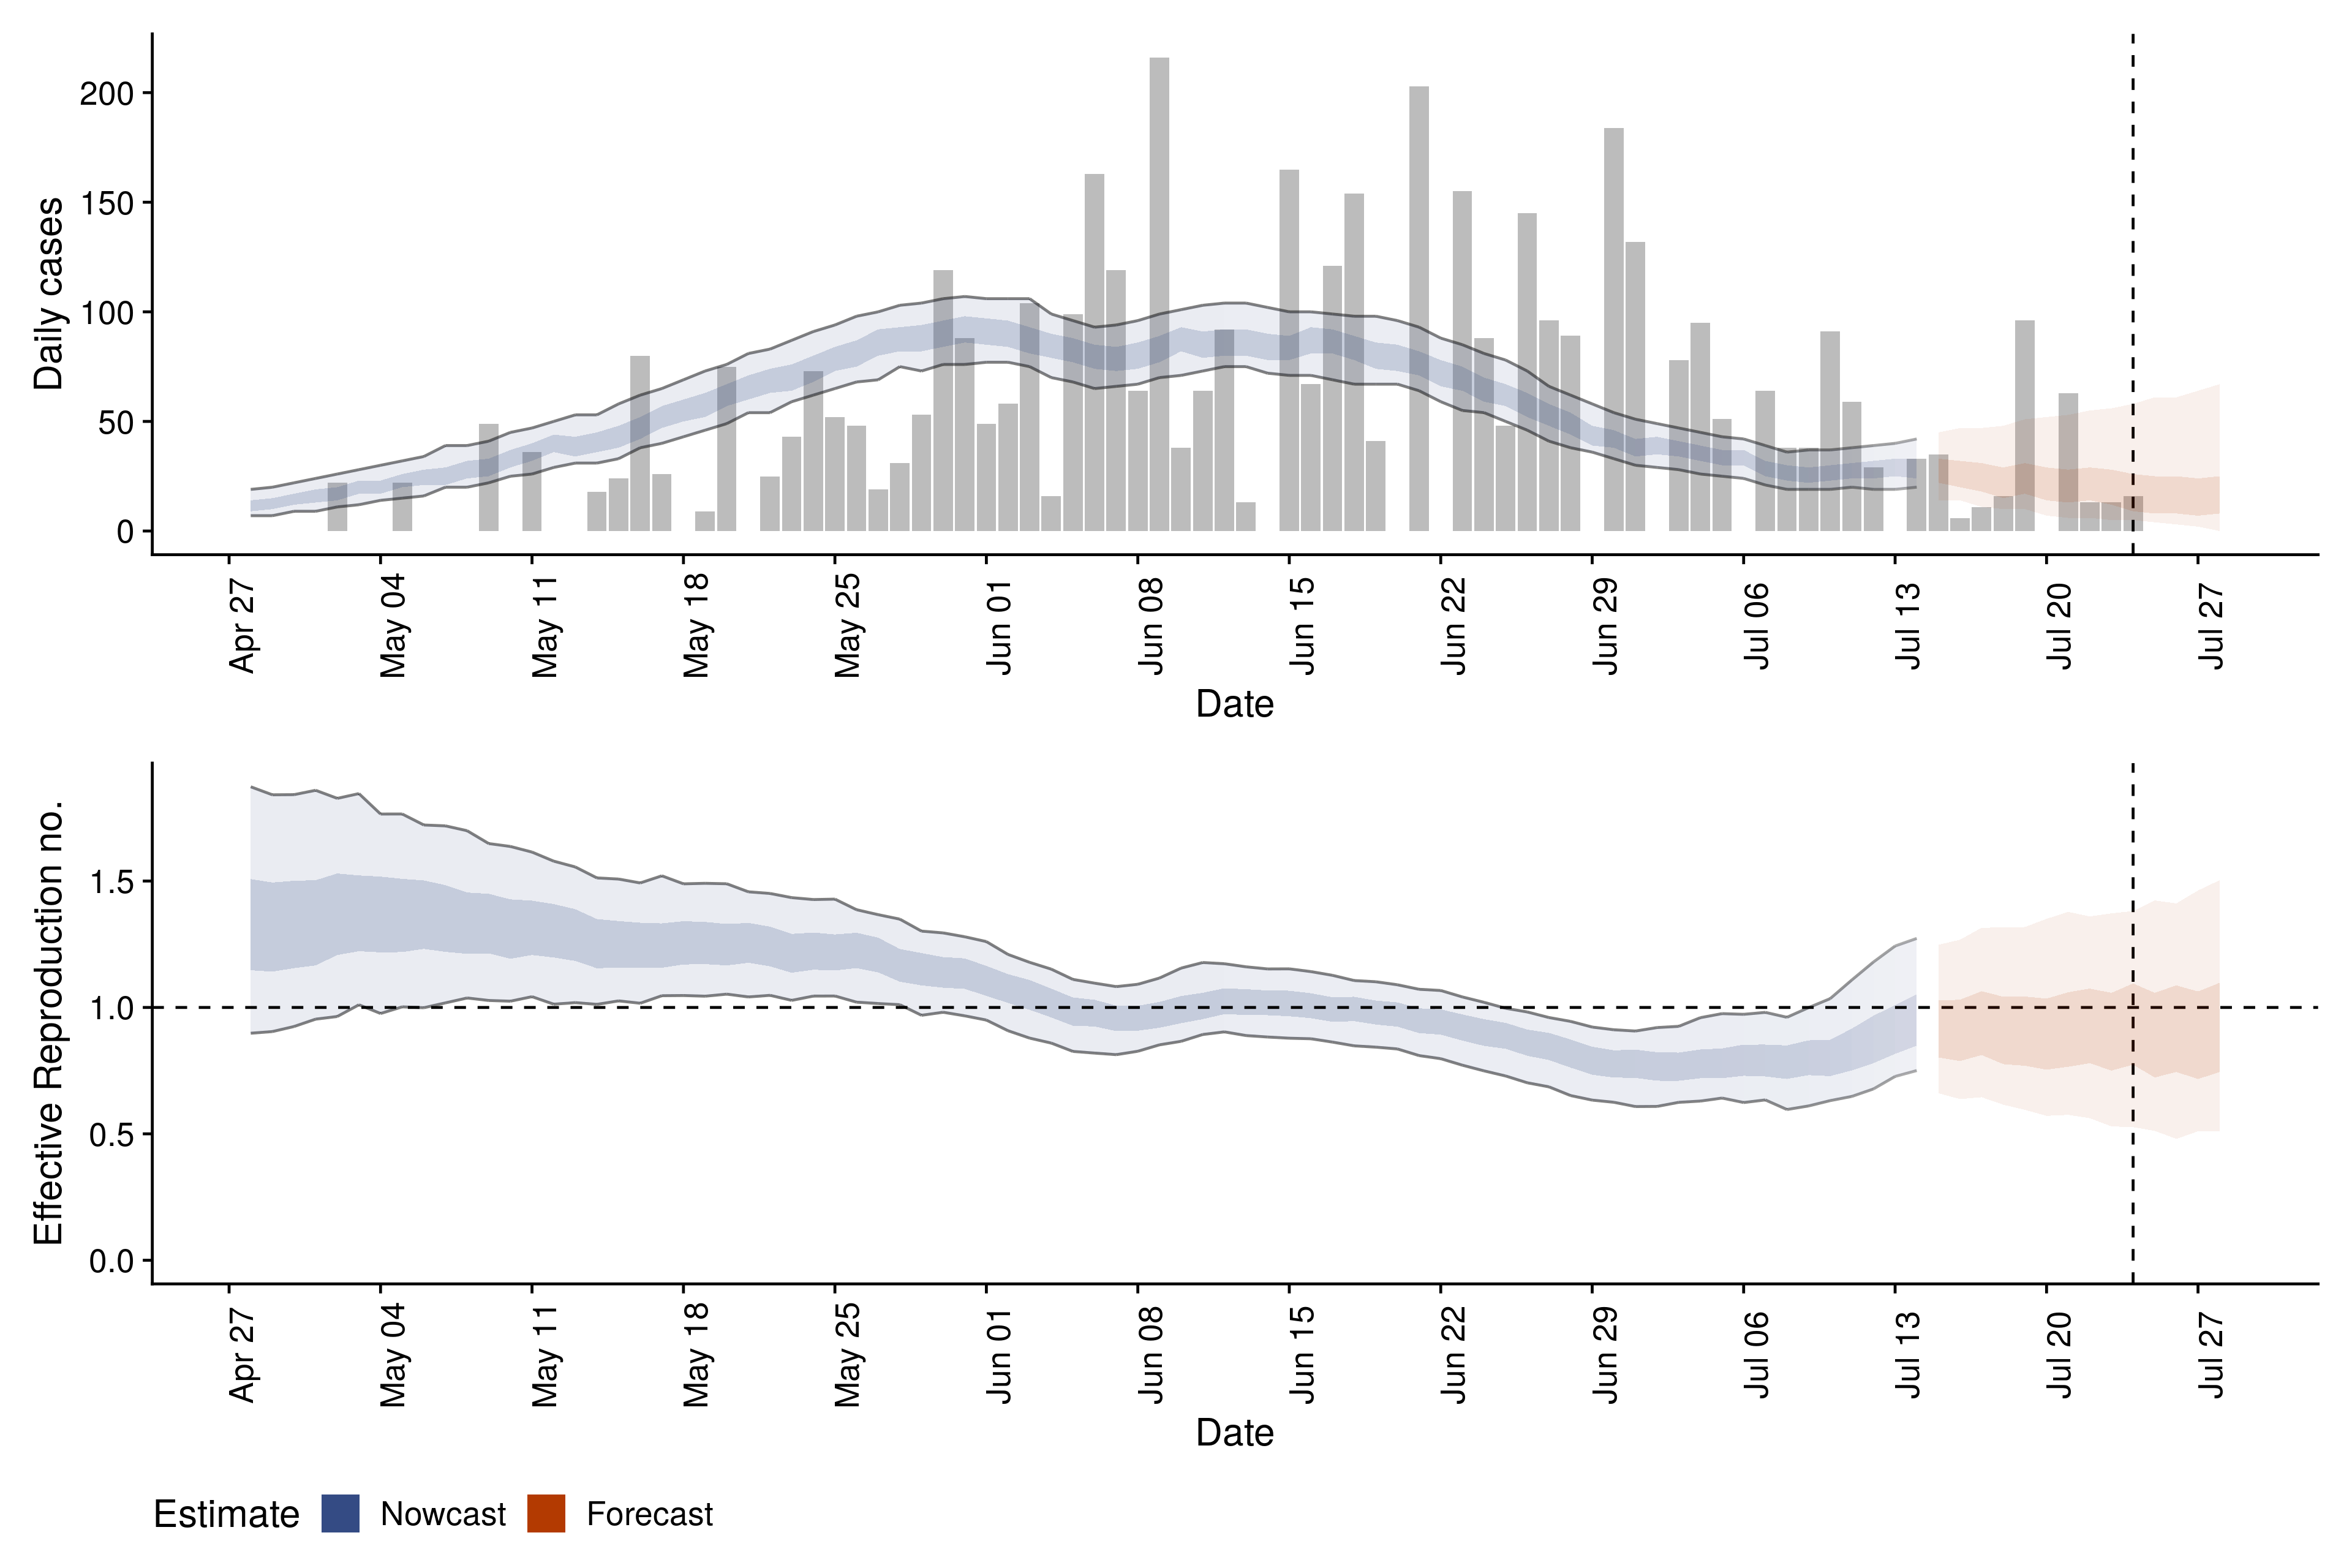 Daily cases
200
150
100
50
0
Apr 27
May 04
May 11
May 18
May 25
Jun 01
Jun 08
Jun 15
Jun 22
Jun 29
Jul 06
Jul 13
Jul 20
Jul 27
Date
Effective Reproduction no.
1.5
1.0
0.5
0.0
Apr 27
May 04
May 11
May 18
May 25
Jun 01
Jun 08
Jun 15
Jun 22
Jun 29
Jul 06
Jul 13
Jul 20
Jul 27
Date
Estimate Nowcast Forecast